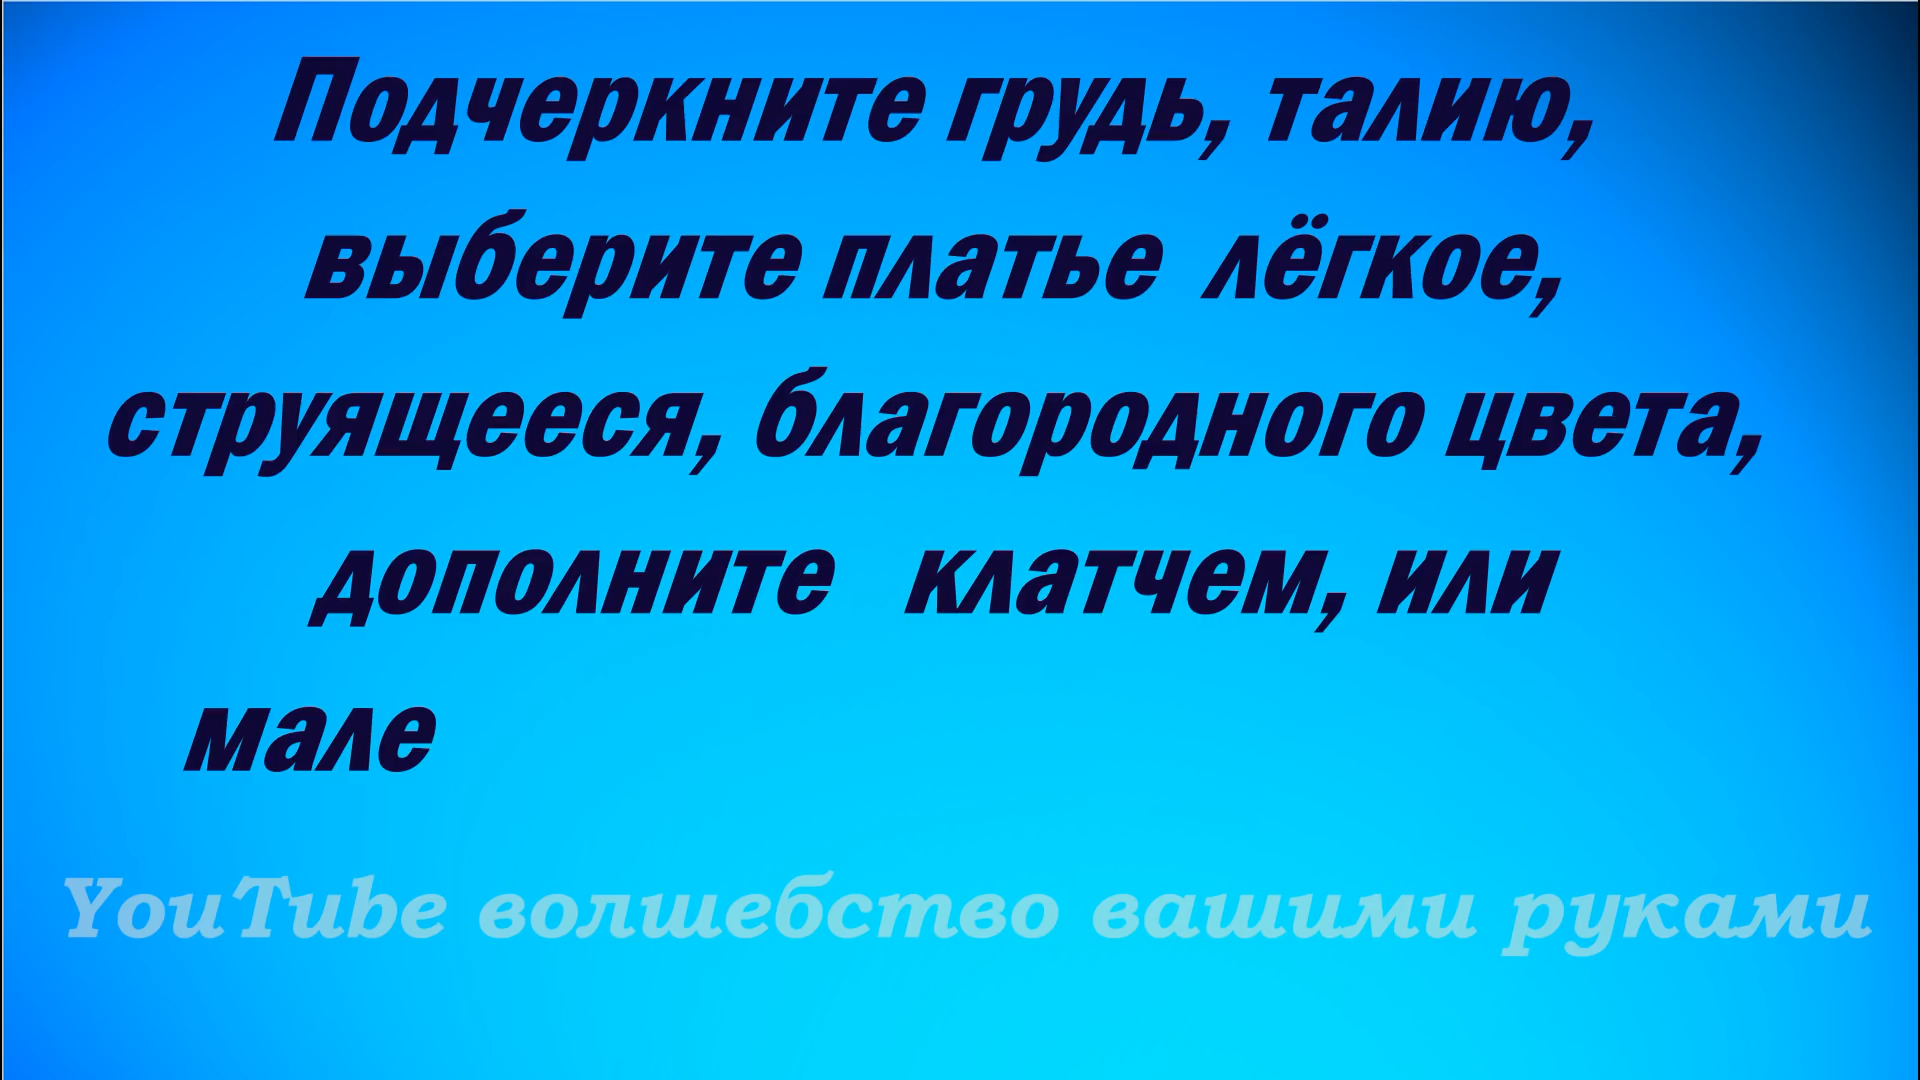 Подчеркните грудь, талию,
выберите платье лёгкое,
струящееся, благородного цвета,
дополните клатчем, или
мале
YouTube волшебство вашими руками